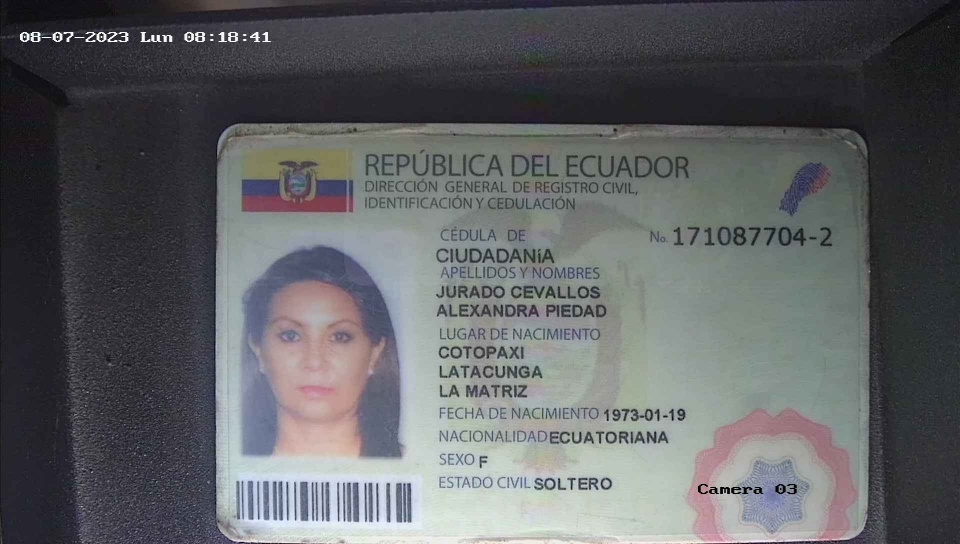 08-07-2023 Lun 08:18:41
REPÚBLICA DEL ECUADOR
DIRECCIÓN GENERAL DE REGISTRO CIVIL,
IDENTIFICACIÓN Y CEDULACIÓN
CÉDULA DE
No. 171087704-2
CIUDADANíA
APELLIDOS Y NOMBRES
JURADO CEVALLOS
ALEXANDRA PIEDAD
LUGAR DE NACIMIENTO
COTOPAXI
LATACUNGA
LA MATRIZ
FECHA DE NACIMIENTO 1973-01-19
NACIONALIDAD ECUATORIANA
SEXO F
ESTADO CIVIL SOLTERO
Camera 03